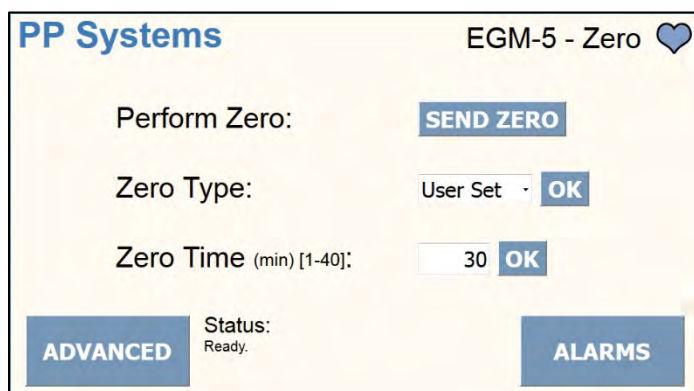 PP Systems EGM-5 - Zero
Perform Zero: SEND ZERO
Zero Type: User Set OK
Zero Time (min) [1-40]: 30 OK
ADVANCED Status: ALARMS
Ready.